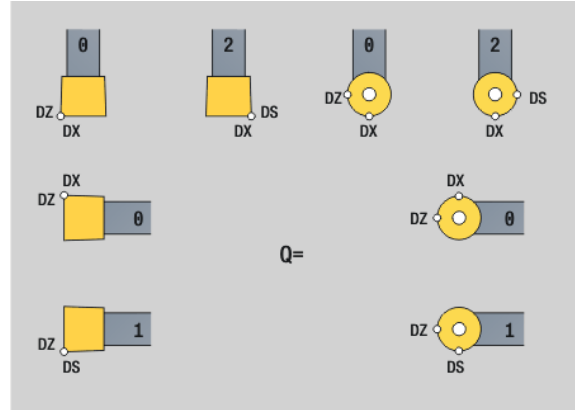 0 2 0 2
DZ DS DZ DS
DX DX DX DX
DX DX
DZ 0 DZ 0
Q=
DZ 1 DZ 1
DS DS